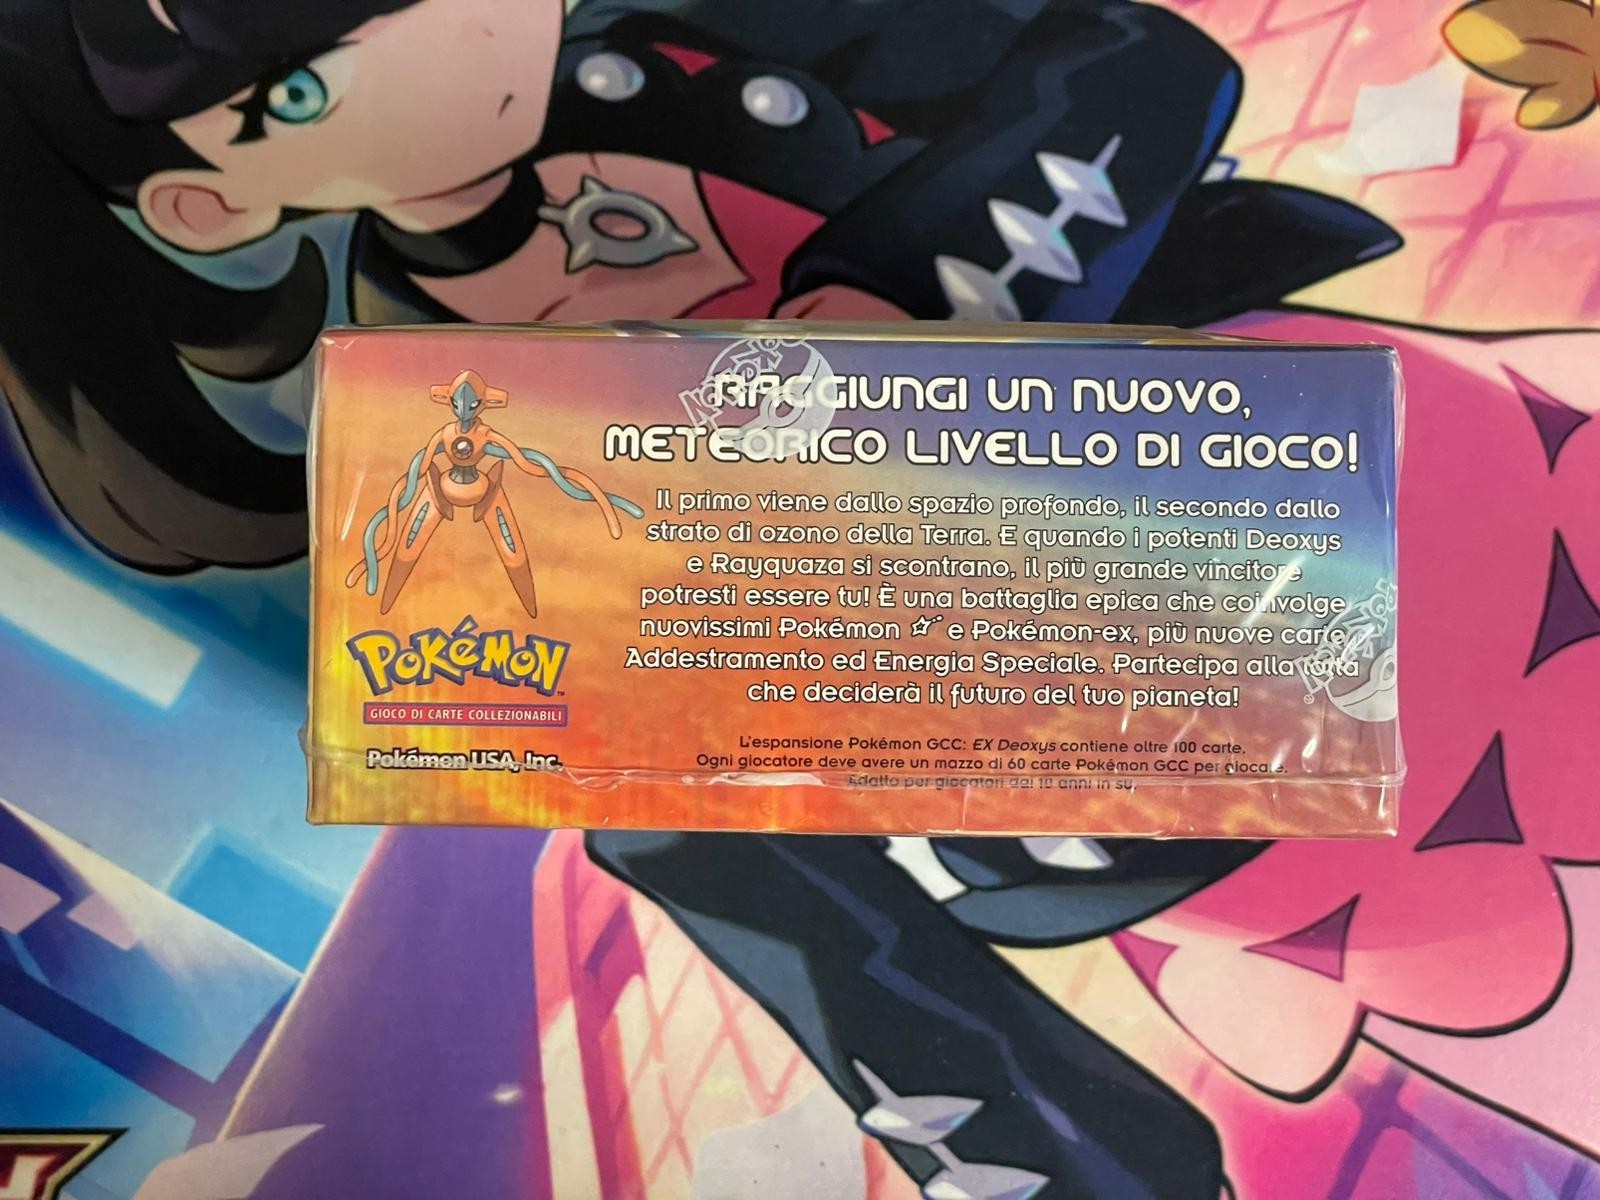 RAGGIUNGI UN NUOVO,
METEORICO LIVELLO DI GIOCO!
Il primo viene dallo spazio profondo, il secondo dallo
strato di ozono della Terra. E quando i potenti Deoxys
e Rayquaza si scontrano, il più grande vincitore
potresti essere tu! È una battaglia epica che coinvolge
nuovissimi Pokémon ☆ e Pokémon-ex, più nuove carte
Addestramento ed Energia Speciale. Partecipa alla lotta
che deciderà il futuro del tuo pianeta!
L'espansione Pokémon GCC: EX Deoxys contiene oltre 100 carte.
Ogni giocatore deve avere un mazzo di 60 carte Pokémon GCC per giocare.
Adatto per giocatori dai 10 anni in su.
POKéMON™
GIOCO DI CARTE COLLEZIONABILI
Pokémon USA, Inc.
POKéMON
POKéMON